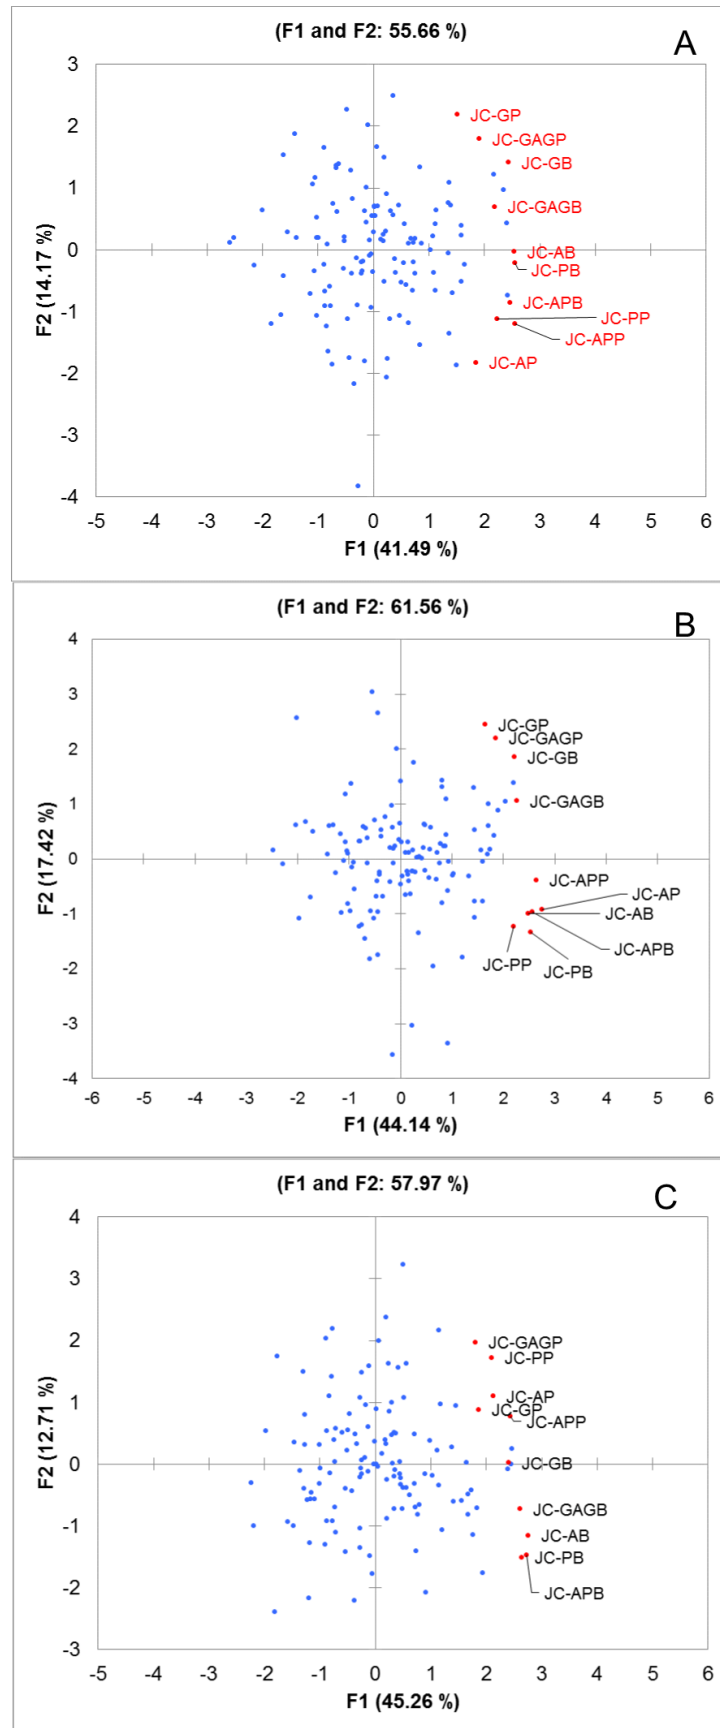 (F1 and F2: 55.66 %)
A
3
2
1
0
-1
-2
-3
-4
F2 (14.17 %)
JC-GP
JC-GAGP
JC-GB
JC-GAGB
JC-AB
JC-PB
JC-APB
JC-PP
JC-APP
JC-AP
-5 -4 -3 -2 -1 0 1 2 3 4 5 6
F1 (41.49 %)
(F1 and F2: 61.56 %)
B
4
3
2
1
0
-1
-2
-3
-4
F2 (17.42 %)
JC-GP
JC-GAGP
JC-GB
JC-GAGB
JC-APP
JC-AP
JC-AB
JC-APB
JC-PP
JC-PB
-6 -5 -4 -3 -2 -1 0 1 2 3 4 5 6
F1 (44.14 %)
(F1 and F2: 57.97 %)
C
4
3
2
1
0
-1
-2
-3
F2 (12.71 %)
JC-GAGP
JC-PP
JC-AP
JC-GP
JC-APP
JC-GB
JC-GAGB
JC-AB
JC-PB
JC-APB
-5 -4 -3 -2 -1 0 1 2 3 4 5 6
F1 (45.26 %)